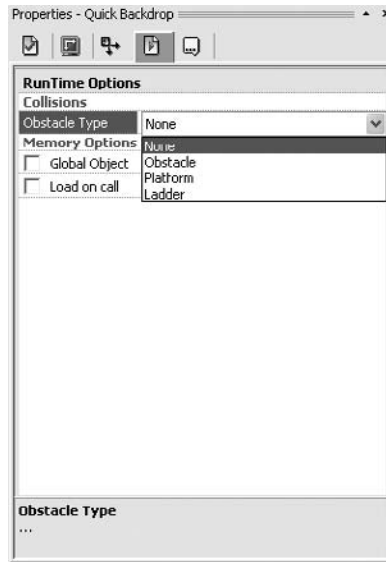 Properties - Quick Backdrop
RunTime Options
Collisions
Obstacle Type None
Memory Options
None
Global Object
Obstacle
Platform
Load on call
Ladder
Obstacle Type
...